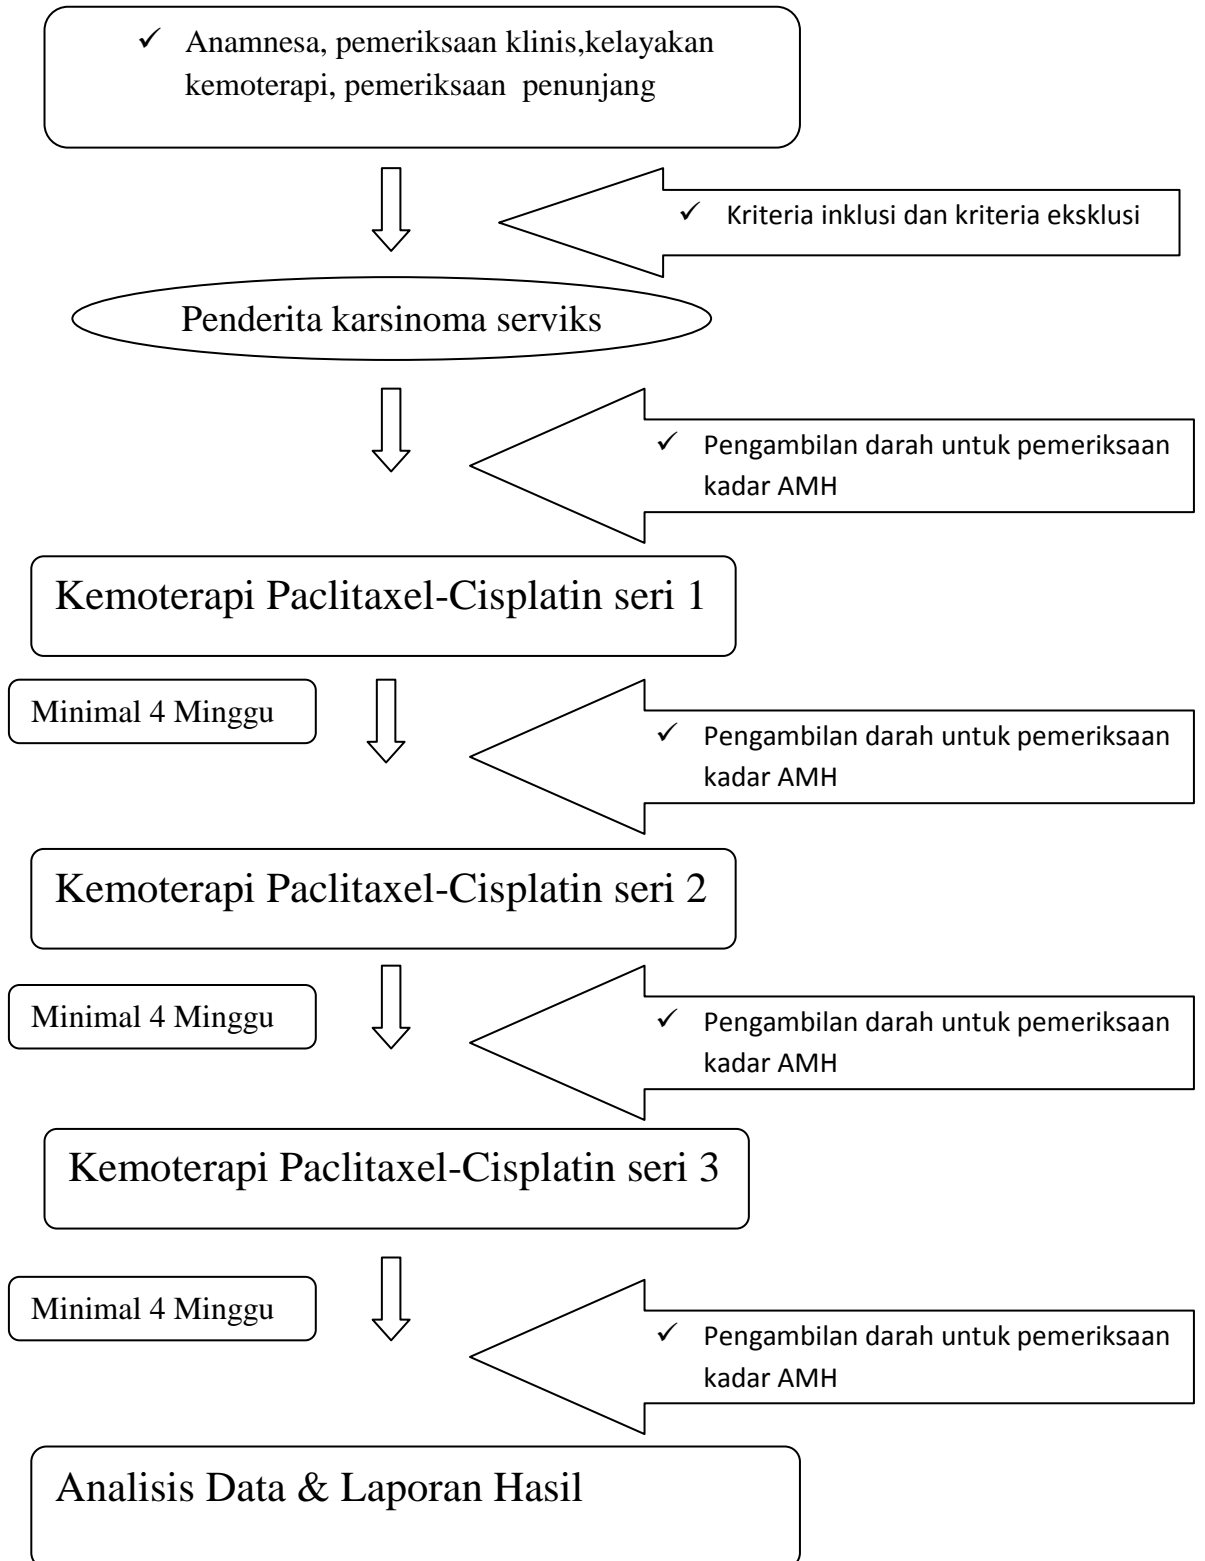 ✓ Anamnesa, pemeriksaan klinis,kelayakan
kemoterapi, pemeriksaan penunjang
✓ Kriteria inklusi dan kriteria eksklusi
Penderita karsinoma serviks
✓ Pengambilan darah untuk pemeriksaan
kadar AMH
Kemoterapi Paclitaxel-Cisplatin seri 1
Minimal 4 Minggu
✓ Pengambilan darah untuk pemeriksaan
kadar AMH
Kemoterapi Paclitaxel-Cisplatin seri 2
Minimal 4 Minggu
✓ Pengambilan darah untuk pemeriksaan
kadar AMH
Kemoterapi Paclitaxel-Cisplatin seri 3
Minimal 4 Minggu
✓ Pengambilan darah untuk pemeriksaan
kadar AMH
Analisis Data & Laporan Hasil